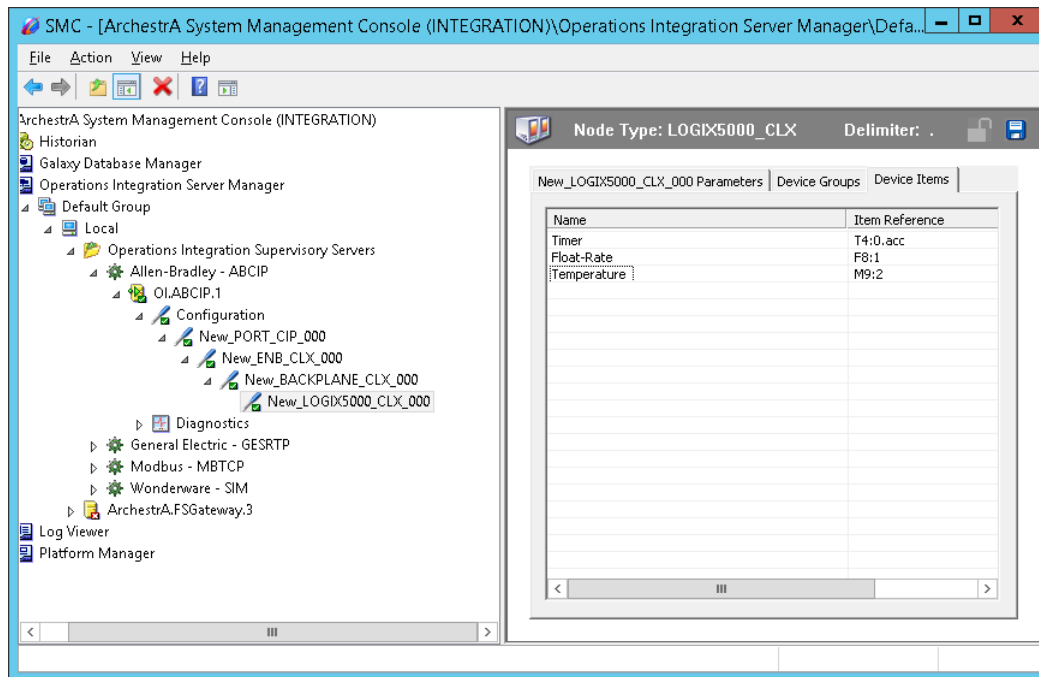 SMC - [ArchestrA System Management Console (INTEGRATION)\Operations Integration Server Manager\Defa...
File Action View Help
ArchestrA System Management Console (INTEGRATION)
Historian
Galaxy Database Manager
Operations Integration Server Manager
Default Group
Local
Operations Integration Supervisory Servers
Allen-Bradley - ABCIP
OI.ABCIP.1
Configuration
New_PORT_CIP_000
New_ENB_CLX_000
New_BACKPLANE_CLX_000
New_LOGIX5000_CLX_000
Diagnostics
General Electric - GESRTP
Modbus - MBTCP
Wonderware - SIM
ArchestrA.FSGateway.3
Log Viewer
Platform Manager
Node Type: LOGIX5000_CLX Delimiter: .
New_LOGIX5000_CLX_000 Parameters Device Groups Device Items
Name Item Reference
Timer T4:0.acc
Float-Rate F8:1
Temperature M9:2